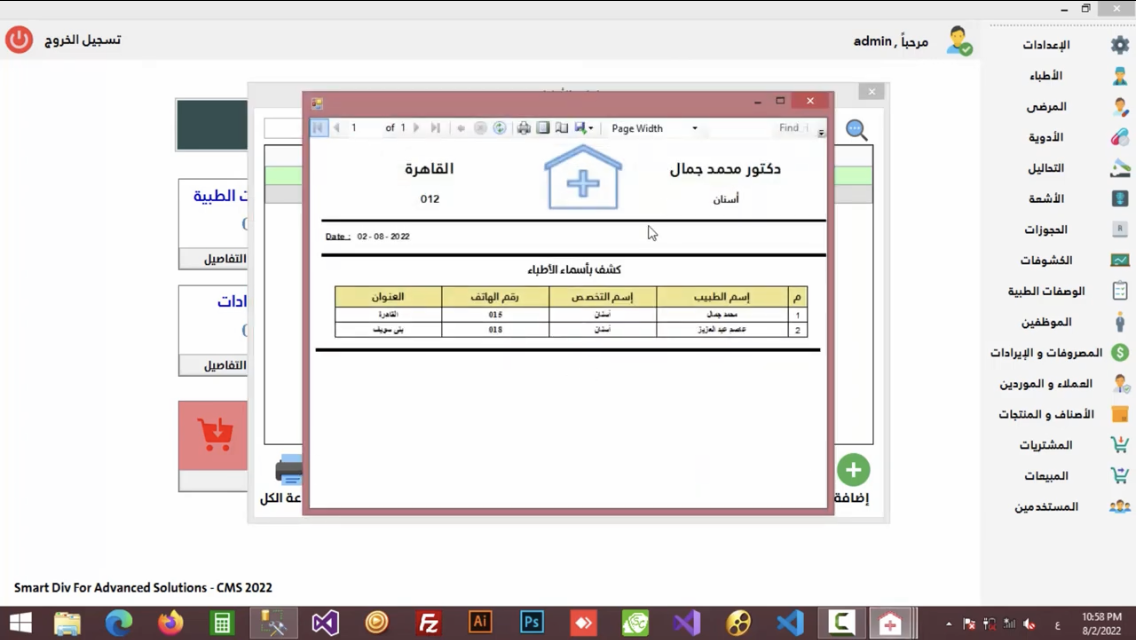 تسجيل الخروج
مرحباً , admin
الإعدادات
الأطباء
المرضى
الأدوية
التحاليل
الأشعة
الحجوزات
الكشوفات
الوصفات الطبية
الموظفين
المصروفات و الإيرادات
العملاء و الموردين
الأصناف و المنتجات
المشتريات
المبيعات
المستخدمين
1 of 1 Page Width Find
دكتور محمد جمال
القاهرة
أسنان
012
Date : 02 - 08 - 2022
كشف بأسماء الأطباء
م إسم الطبيب إسم التخصص رقم الهاتف العنوان
1 محمد جمال أسنان 015 القاهرة
2 عاصم عبد العزيز أسنان 018 بنى سويف
ت الطبية
التفاصيل
ادات
التفاصيل
إضافة
عة الكل
Smart Div For Advanced Solutions - CMS 2022
Ai
Ps
ع
10:58 PM
8/2/2022